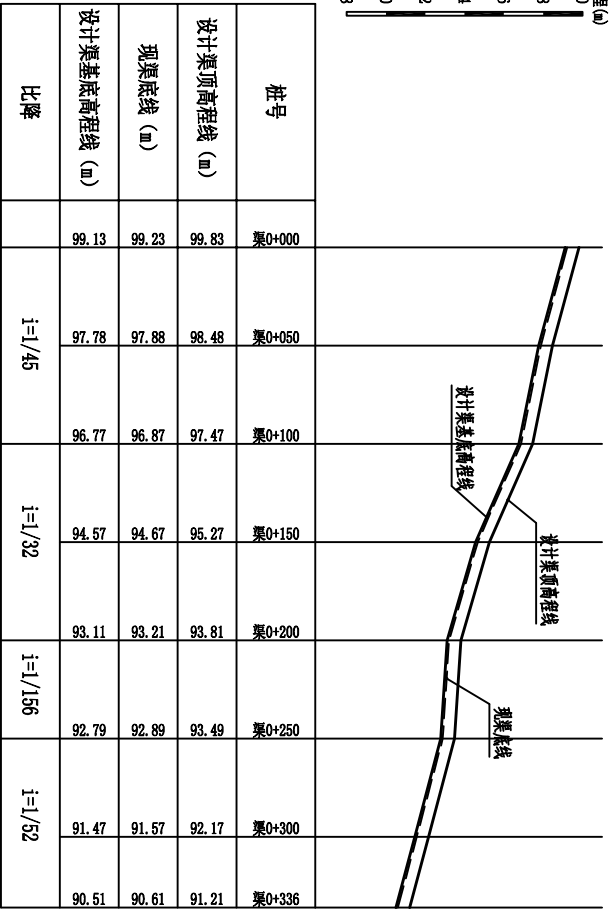 程(m)
桩号
设计渠顶高程线 (m)
现渠底线 (m)
设计渠基底高程线 (m)
比降
渠0+000
99.83
99.23
99.13
渠0+050
98.48
97.88
97.78
渠0+100
97.47
96.87
96.77
渠0+150
95.27
94.67
94.57
渠0+200
93.81
93.21
93.11
渠0+250
93.49
92.89
92.79
渠0+300
92.17
91.57
91.47
渠0+336
91.21
90.61
90.51
i=1/45
i=1/32
i=1/156
i=1/52
设计渠基底高程线
设计渠顶高程线
现渠底线